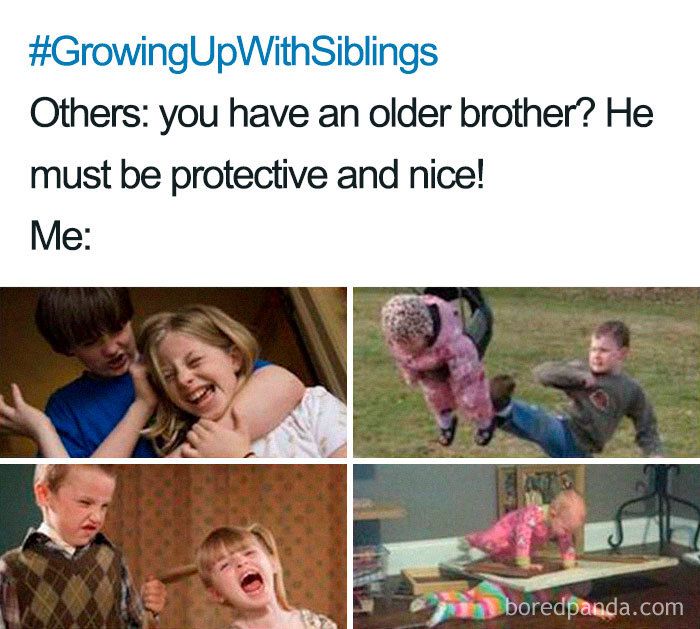 #GrowingUpWithSiblings
Others: you have an older brother? He
must be protective and nice!
Me:
boredpanda.com